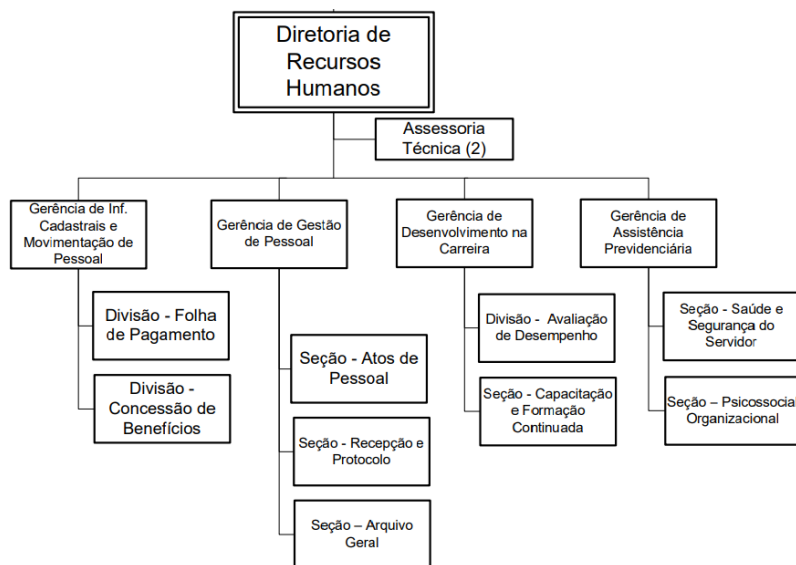 Diretoria de
Recursos
Humanos
Assessoria
Técnica (2)
Gerência de Inf.
Cadastrais e
Movimentação de
Pessoal
Gerência de Gestão
de Pessoal
Gerência de
Desenvolvimento na
Carreira
Gerência de
Assistência
Previdenciária
Divisão - Folha
de Pagamento
Divisão -
Concessão de
Benefícios
Seção - Atos de
Pessoal
Seção - Recepção e
Protocolo
Seção – Arquivo
Geral
Divisão - Avaliação
de Desempenho
Seção - Capacitação
e Formação
Continuada
Seção - Saúde e
Segurança do
Servidor
Seção – Psicossocial
Organizacional